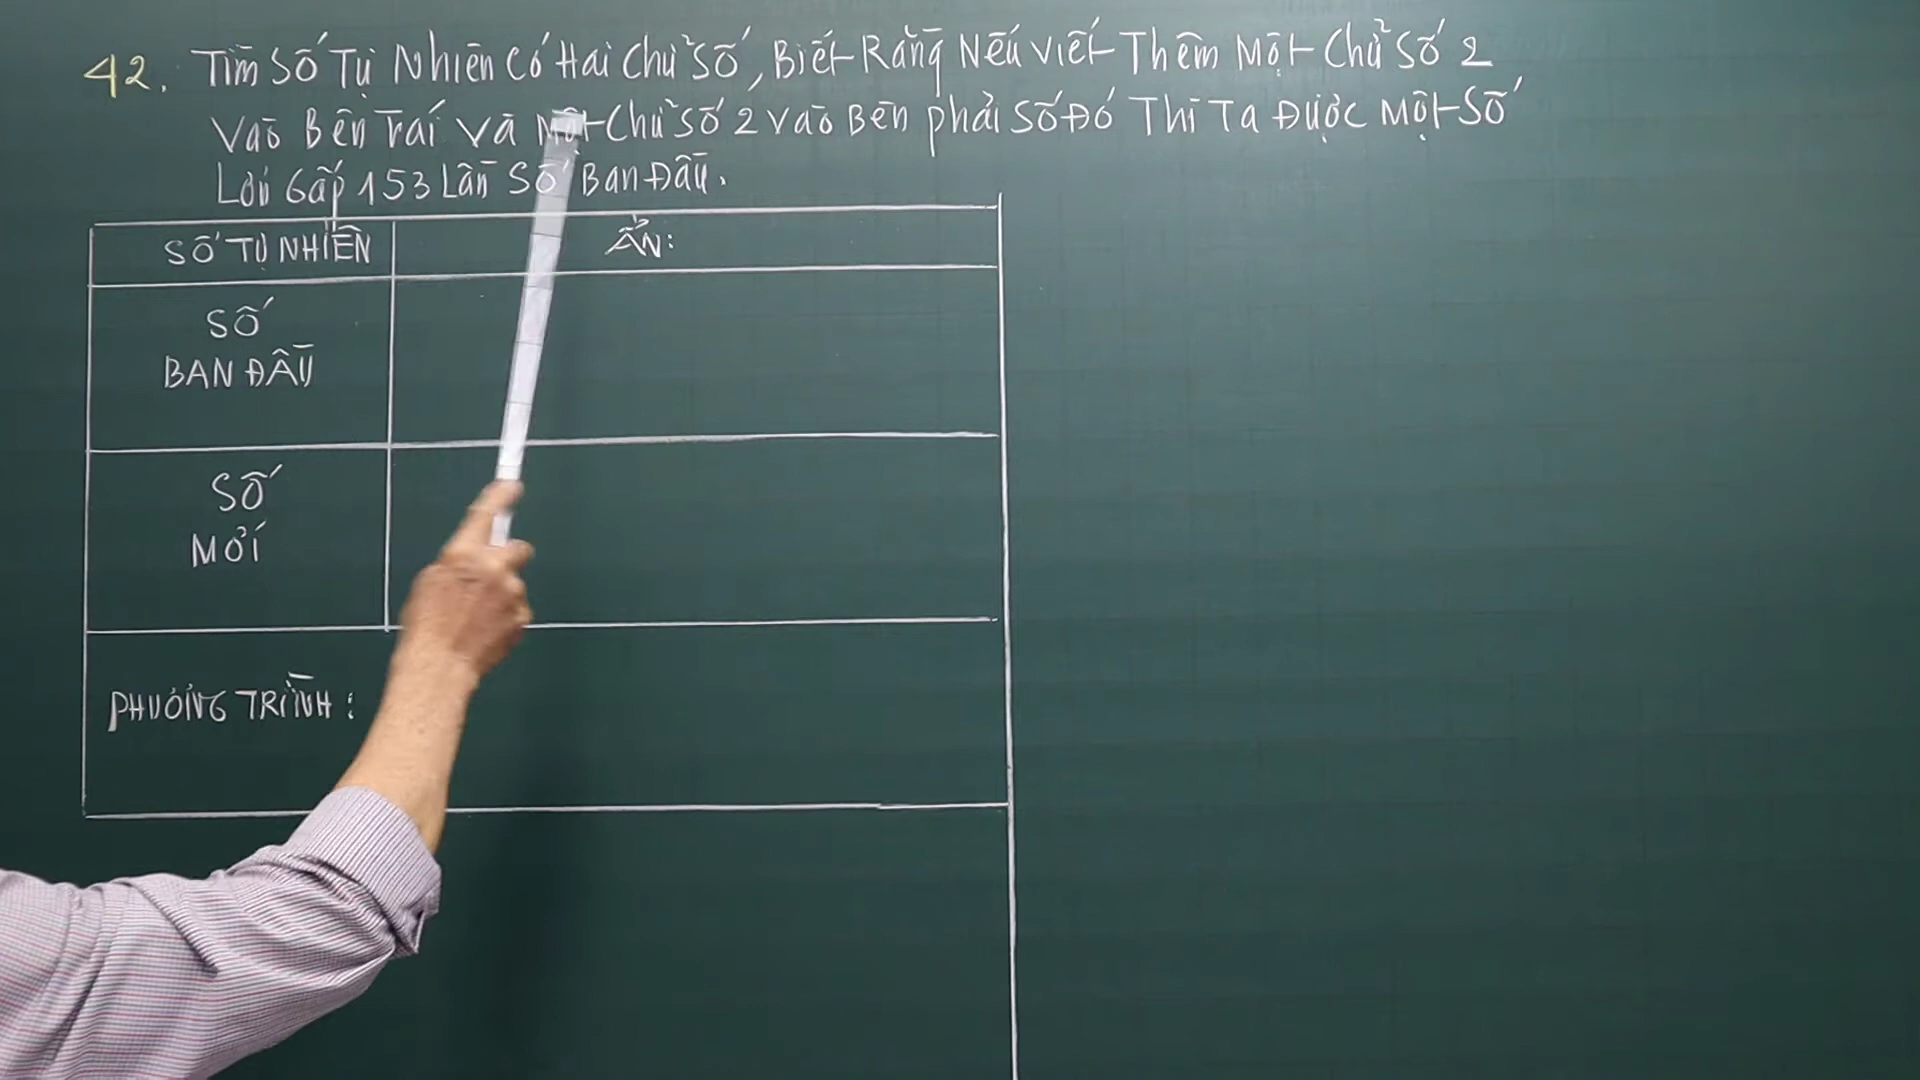 42. Tìm Số Tự Nhiên Có Hai Chữ Số, Biết Rằng Nếu Viết Thêm Một Chữ Số 2
Vào Bên Trái Và Một Chữ Số 2 Vào Bên Phải Số Đó Thì Ta Được Một Số
Lớn Gấp 153 Lần Số Ban Đầu.
SỐ TỰ NHIÊN ẨN:
SỐ
BAN ĐẦU
SỐ
MỚI
PHƯƠNG TRÌNH: